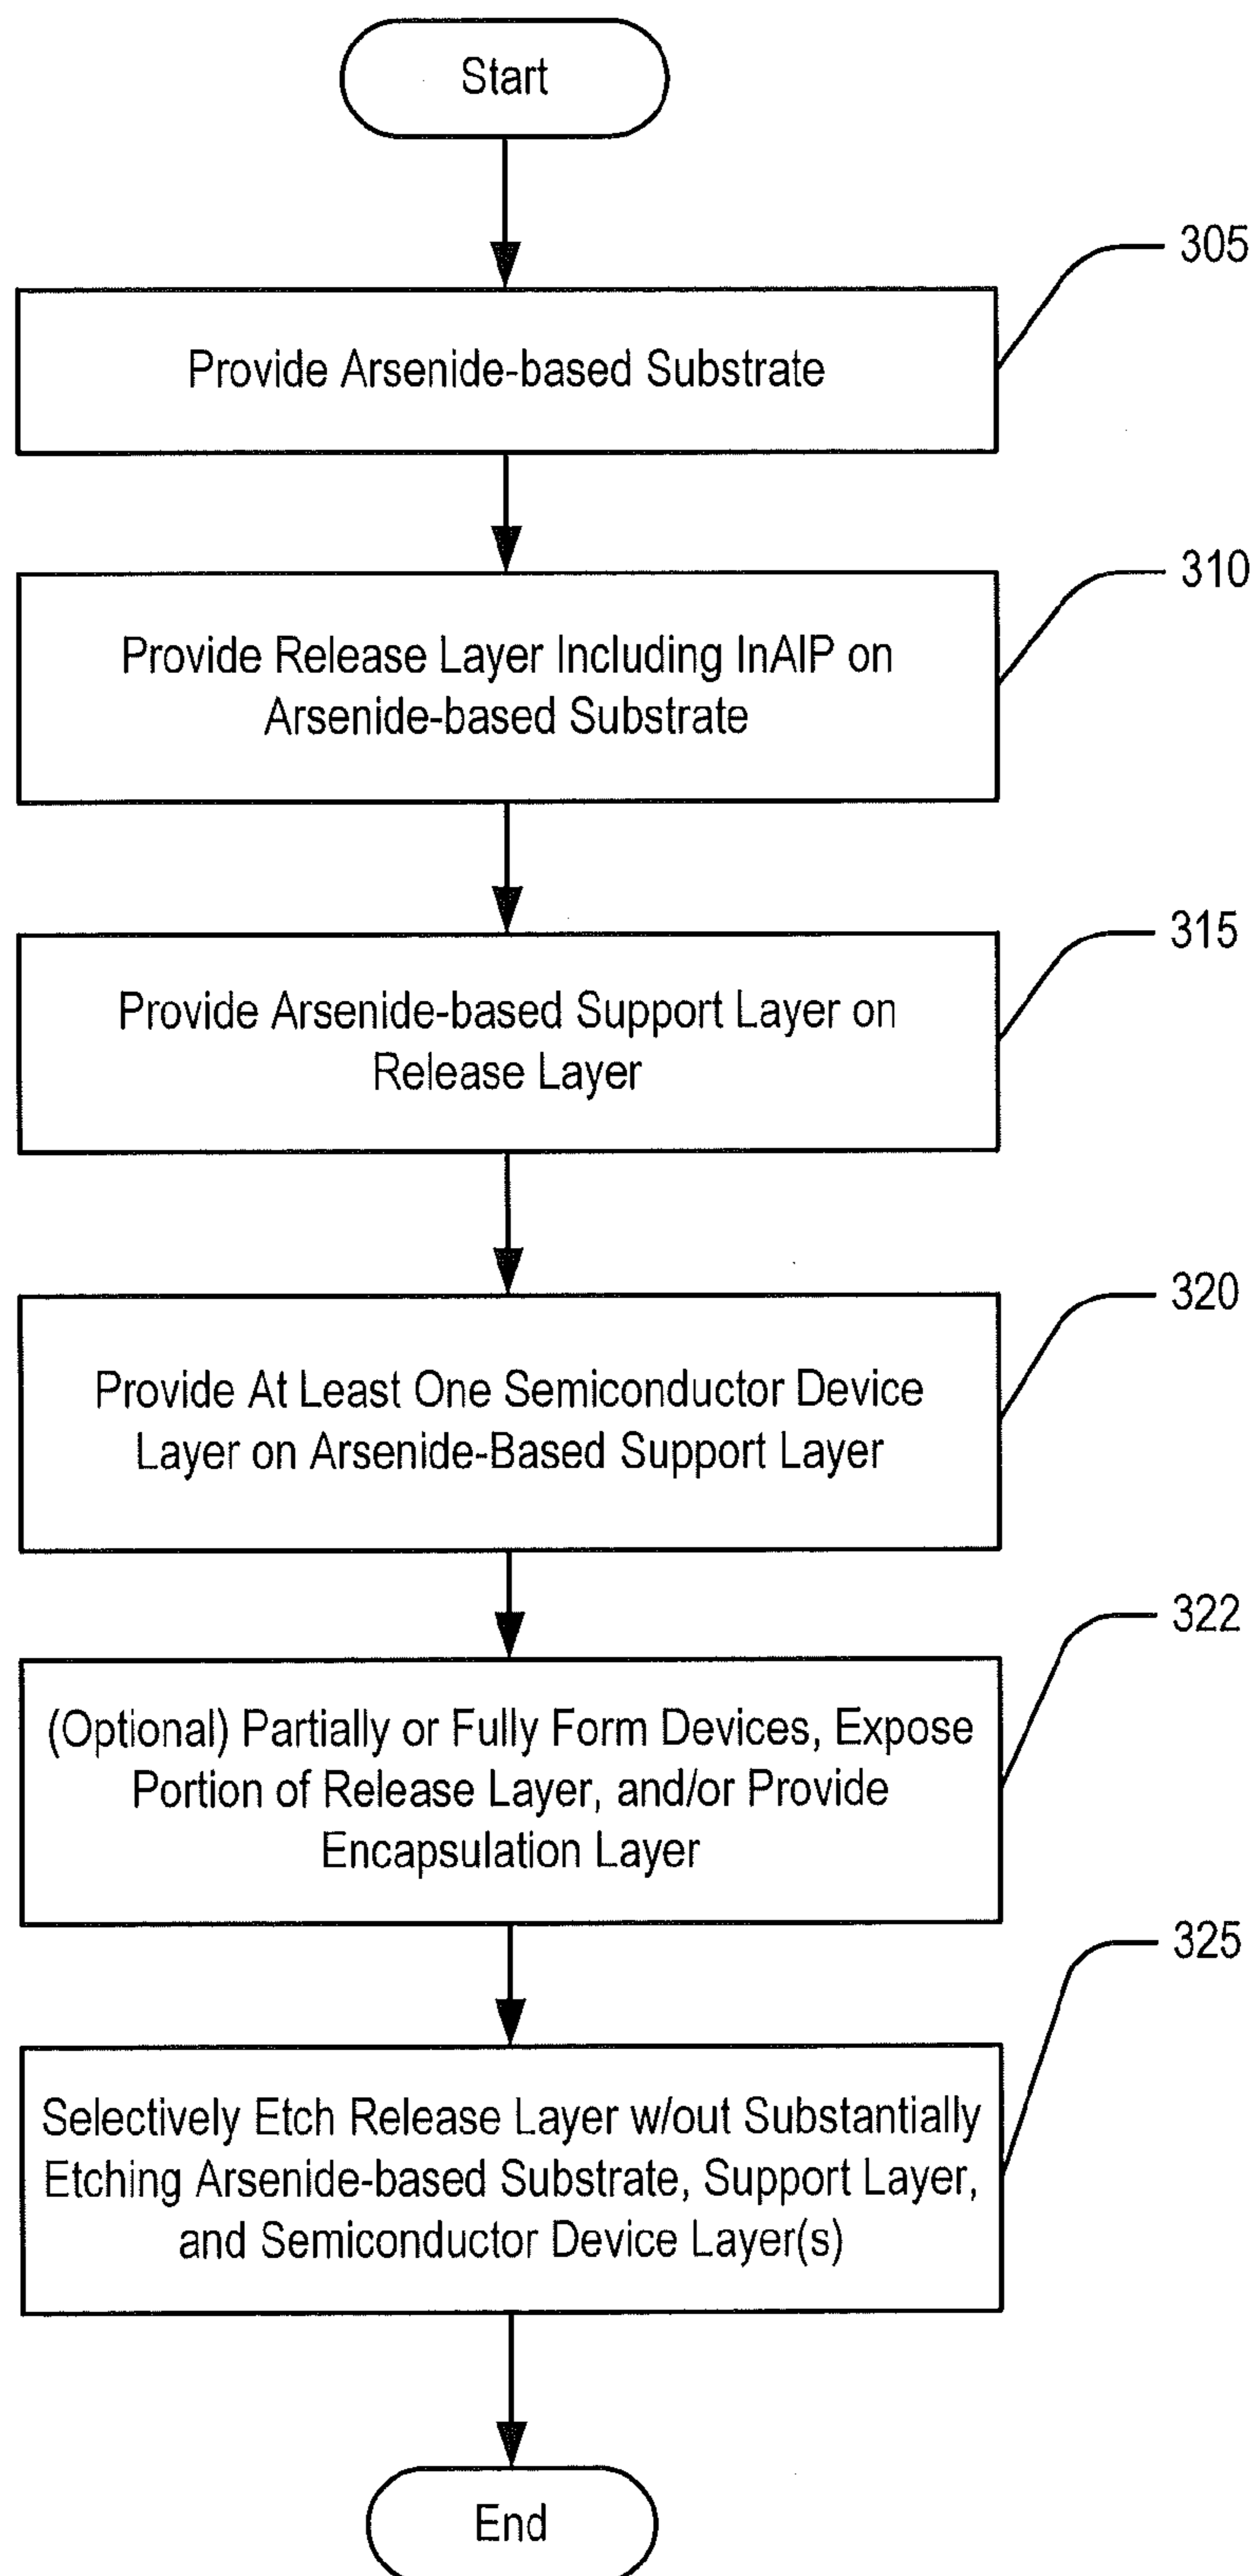 Start
305
Provide Arsenide-based Substrate
310
Provide Release Layer Including InAlP on
Arsenide-based Substrate
315
Provide Arsenide-based Support Layer on
Release Layer
320
Provide At Least One Semiconductor Device
Layer on Arsenide-Based Support Layer
322
(Optional) Partially or Fully Form Devices, Expose
Portion of Release Layer, and/or Provide
Encapsulation Layer
325
Selectively Etch Release Layer w/out Substantially
Etching Arsenide-based Substrate, Support Layer,
and Semiconductor Device Layer(s)
End